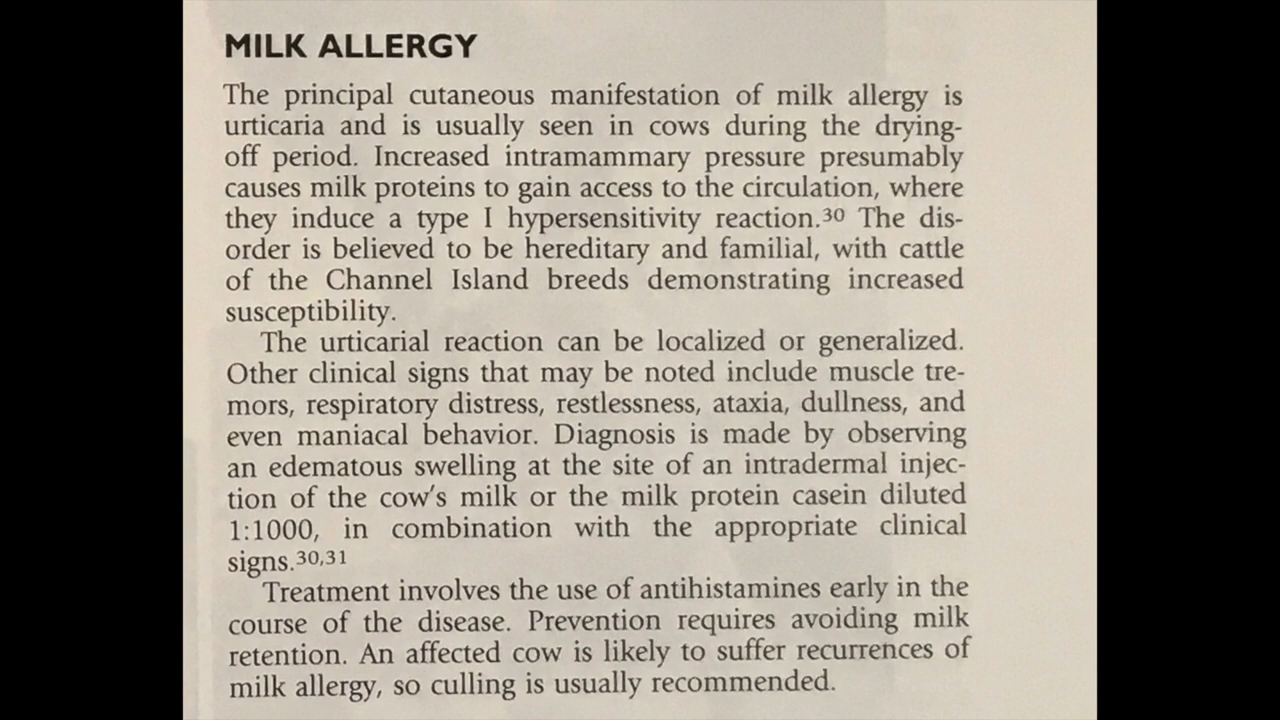 MILK ALLERGY
The principal cutaneous manifestation of milk allergy is
urticaria and is usually seen in cows during the drying-
off period. Increased intramammary pressure presumably
causes milk proteins to gain access to the circulation, where
they induce a type I hypersensitivity reaction.30 The dis-
order is believed to be hereditary and familial, with cattle
of the Channel Island breeds demonstrating increased
susceptibility.
The urticarial reaction can be localized or generalized.
Other clinical signs that may be noted include muscle tre-
mors, respiratory distress, restlessness, ataxia, dullness, and
even maniacal behavior. Diagnosis is made by observing
an edematous swelling at the site of an intradermal injec-
tion of the cow's milk or the milk protein casein diluted
1:1000, in combination with the appropriate clinical
signs.30,31
Treatment involves the use of antihistamines early in the
course of the disease. Prevention requires avoiding milk
retention. An affected cow is likely to suffer recurrences of
milk allergy, so culling is usually recommended.